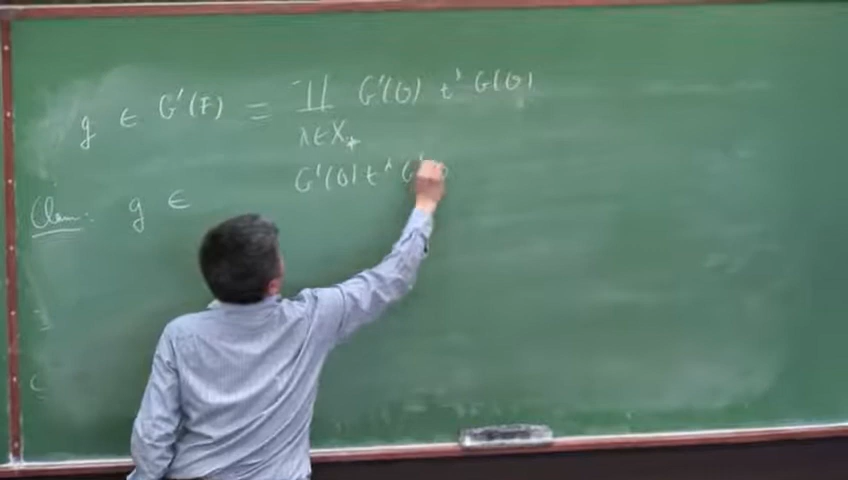 g ∈ G'(F) = ∐ G'(O) t^λ G(O)
λ ∈ X_*
G'(O) t^λ G'
Claim: g ∈